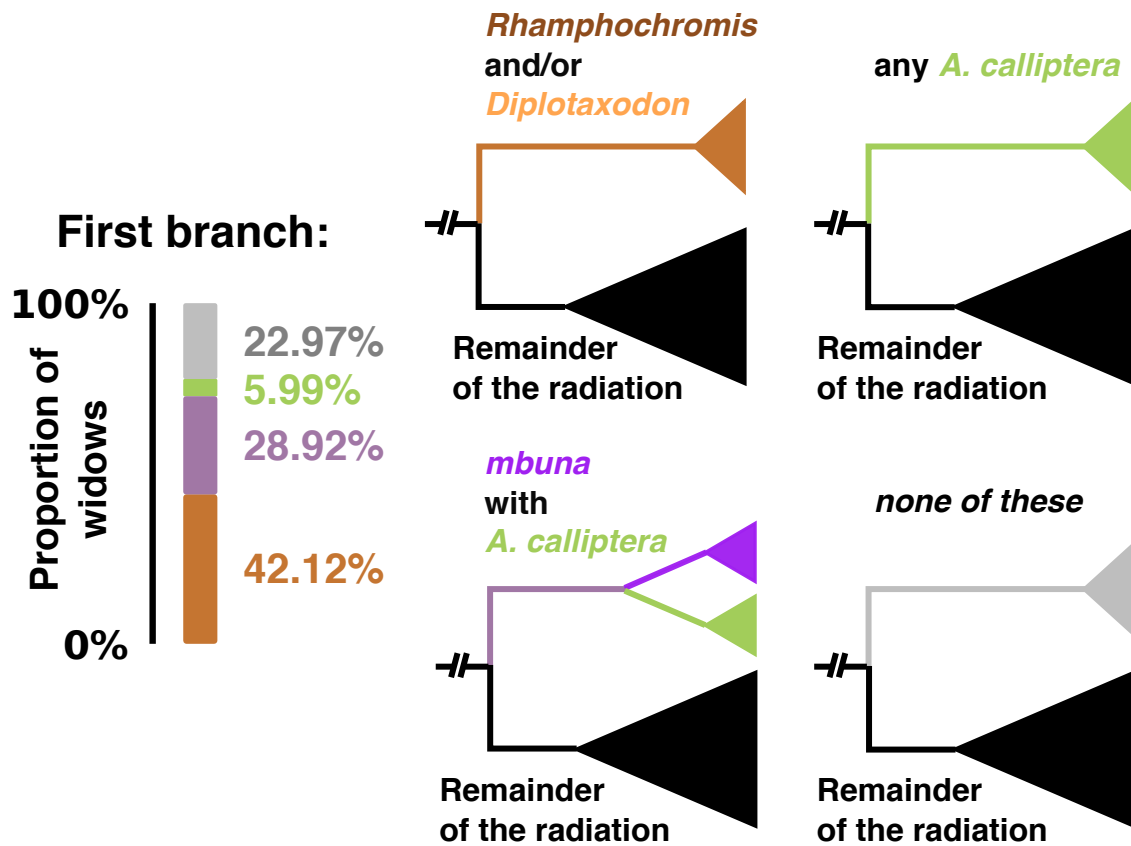 First branch:
100%
0%
Proportion of
widows
22.97%
5.99%
28.92%
42.12%
Rhamphochromis
and/or
Diplotaxodon
Remainder
of the radiation
any A. calliptera
Remainder
of the radiation
mbuna
with
A. calliptera
Remainder
of the radiation
none of these
Remainder
of the radiation